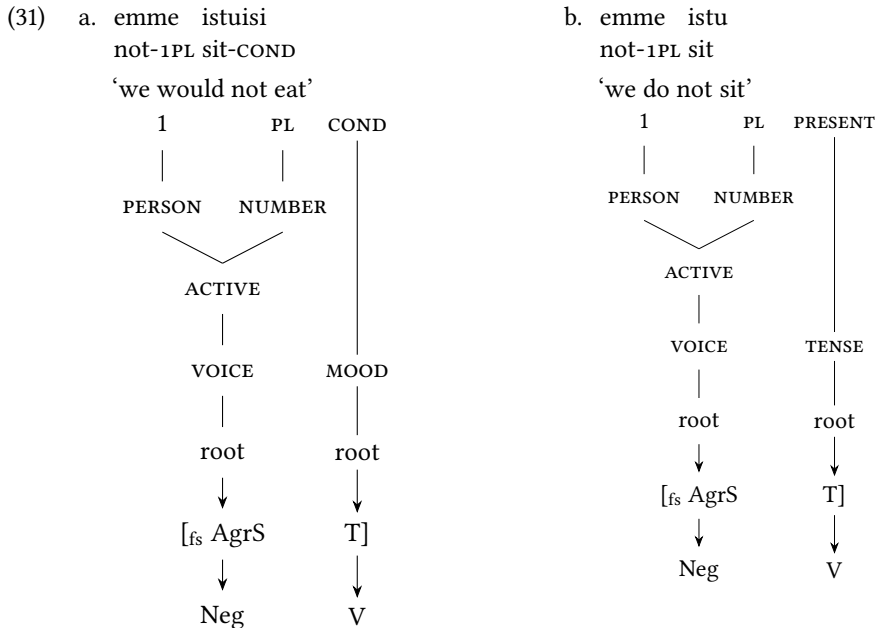 (31) a. emme istuisi
not-1PL sit-COND
‘we would not eat’
1 PL COND
PERSON NUMBER
ACTIVE
VOICE MOOD
root root
[fs AgrS T]
Neg V
b. emme istu
not-1PL sit
‘we do not sit’
1 PL PRESENT
PERSON NUMBER
ACTIVE
VOICE TENSE
root root
[fs AgrS T]
Neg V